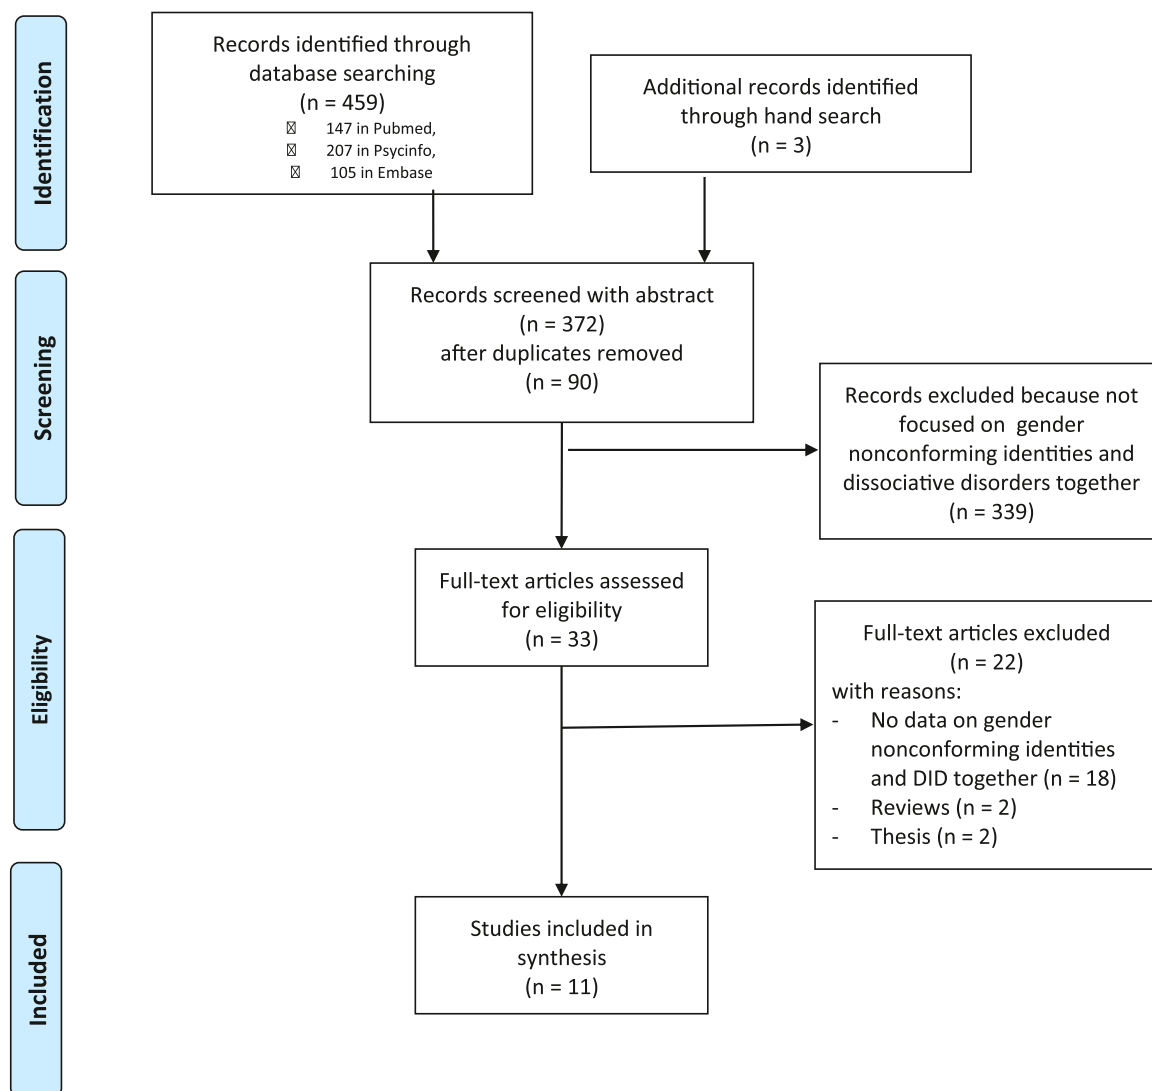 Identification
Records identified through
database searching
(n = 459)
147 in Pubmed,
207 in Psycinfo,
105 in Embase
Additional records identified
through hand search
(n = 3)
Screening
Records screened with abstract
(n = 372)
after duplicates removed
(n = 90)
Records excluded because not
focused on gender
nonconforming identities and
dissociative disorders together
(n = 339)
Eligibility
Full-text articles assessed
for eligibility
(n = 33)
Full-text articles excluded
(n = 22)
with reasons:
- No data on gender
nonconforming identities
and DID together (n = 18)
- Reviews (n = 2)
- Thesis (n = 2)
Included
Studies included in
synthesis
(n = 11)